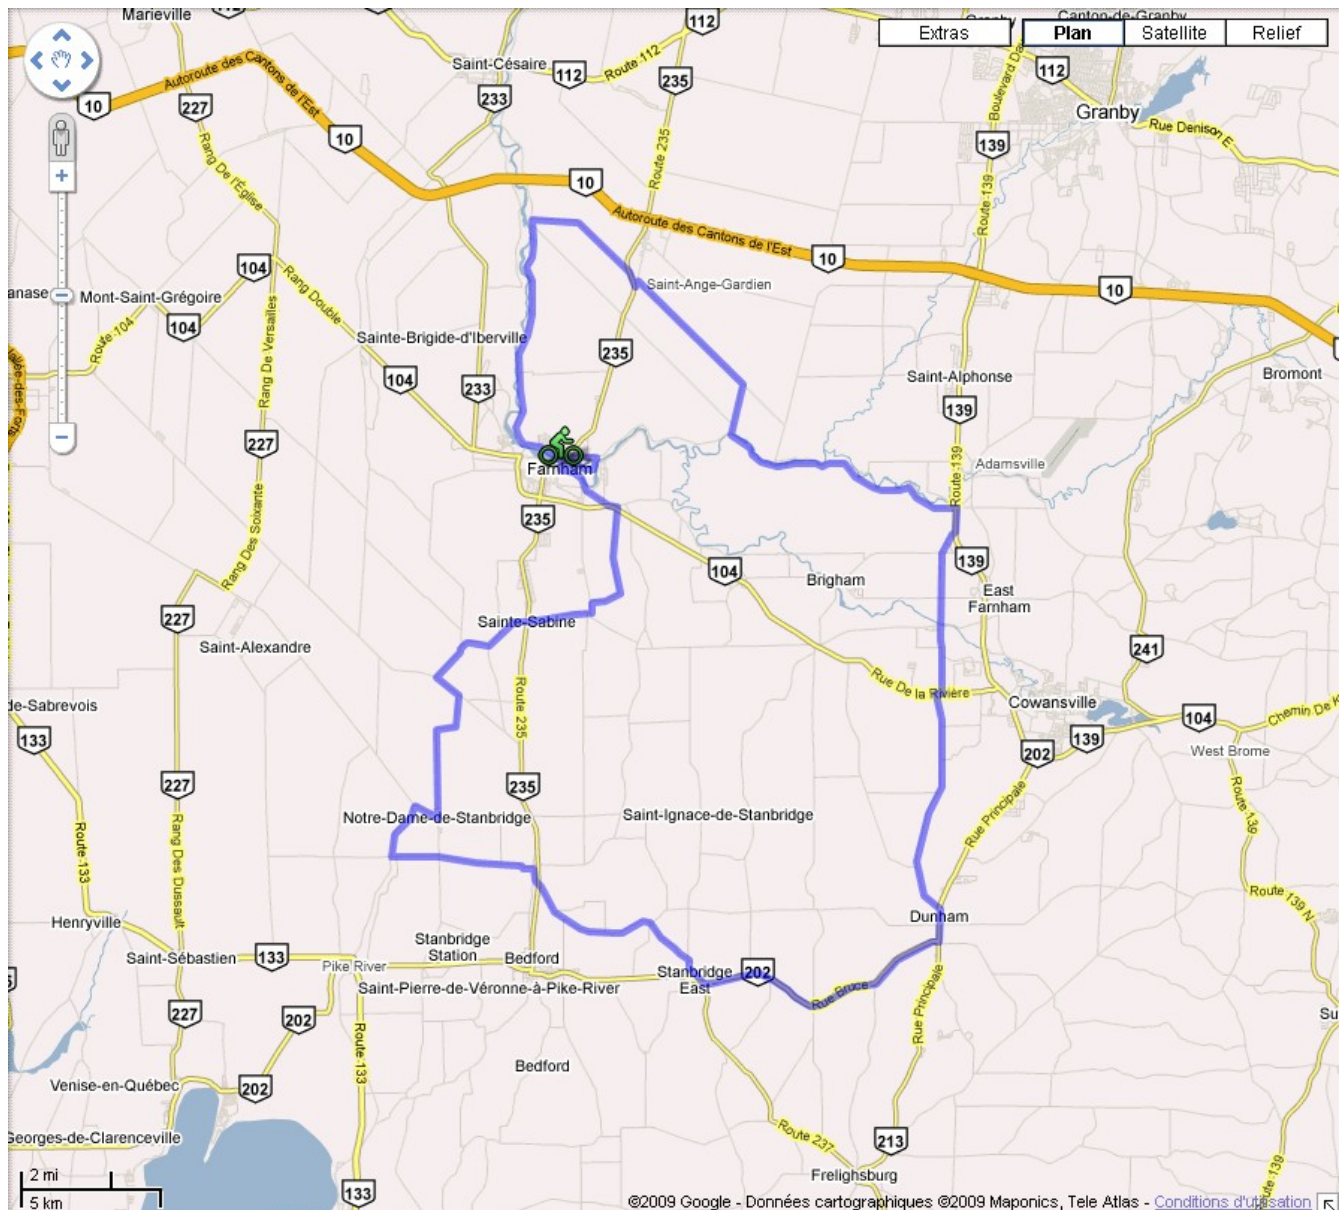 Marieville
112
Granby
Canton-de-Granby
Extras
Plan
Satellite
Relief
Saint-Césaire
112
Route 112
112
235
112
Boulevard Da
Granby
Rue Denison E
10
Autoroute des Cantons de l'Est
227
233
10
10
139
Route 235
Rang De l'Église
Autoroute des Cantons de l'Est
Route 139
10
10
104
Rang Double
anase
Mont-Saint-Grégoire
104
Route 104
Rang De Versailles
Saint-Ange-Gardien
Sainte-Brigide-d'Iberville
235
104
233
Saint-Alphonse
139
Bromont
227
Farnham
Route 139
Adamsville
Rang Des Soixante
235
104
139
Brigham
East
Farnham
227
Sainte-Sabine
Saint-Alexandre
241
Rue De la Rivière
Cowansville
de-Sabrevois
133
Route 235
104
Chemin De K
139
202
West Brome
227
235
Rue Principale
Route 139
Notre-Dame-de-Stanbridge
Saint-Ignace-de-Stanbridge
Route 133
Rang Des Dussault
Route 139 N
Henryville
Dunham
Saint-Sébastien
133
Pike River
Stanbridge
Station
Bedford
Stanbridge
East
202
Saint-Pierre-de-Véronne-à-Pike-River
Rue Bruce
Rue Principale
227
202
Su
Route 133
Bedford
Venise-en-Québec
202
Georges-de-Clarenceville
Route 237
213
Frelighsburg
133
2 mi
5 km
©2009 Google - Données cartographiques ©2009 Maponics, Tele Atlas - Conditions d'utilisation